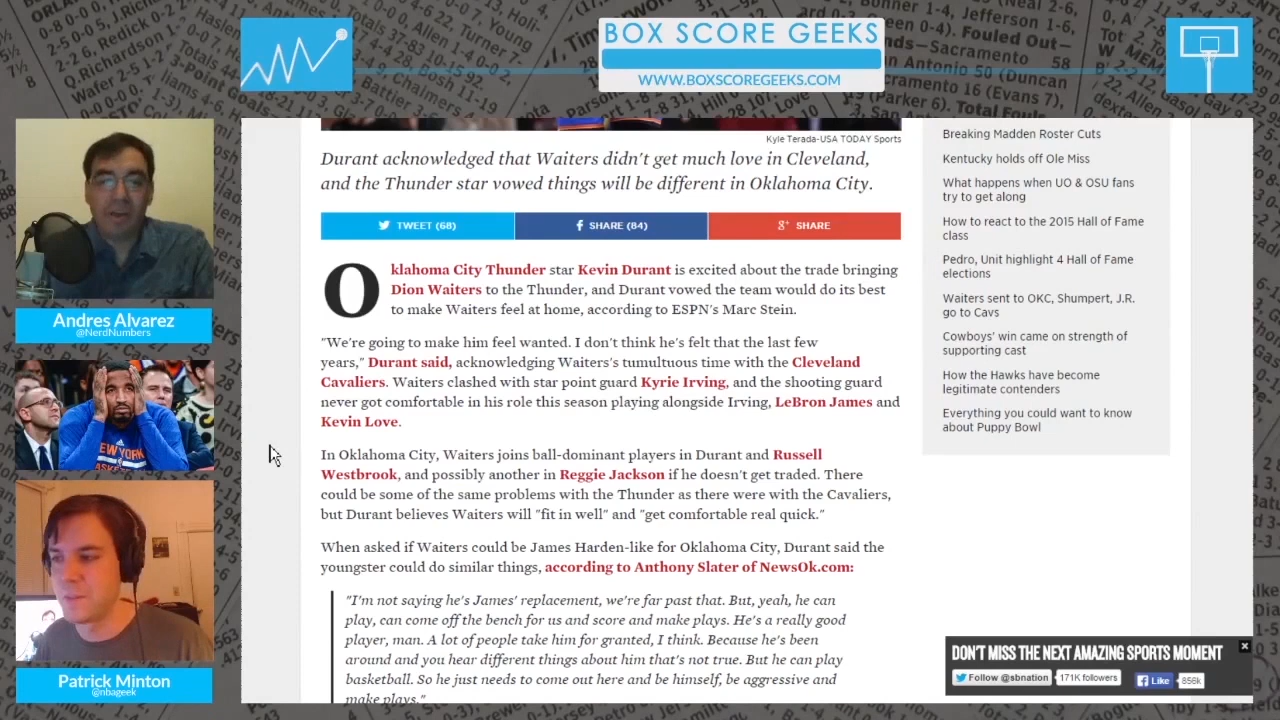 BOX SCORE GEEKS
WWW.BOXSCOREGEEKS.COM
Andres Alvarez
@NerdNumbers
NEW YORK
Patrick Minton
@nbageek
Kyle Terada-USA TODAY Sports
Durant acknowledged that Waiters didn't get much love in Cleveland,
and the Thunder star vowed things will be different in Oklahoma City.
TWEET (68)
SHARE (84)
SHARE
Oklahoma City Thunder star Kevin Durant is excited about the trade bringing
Dion Waiters to the Thunder, and Durant vowed the team would do its best
to make Waiters feel at home, according to ESPN's Marc Stein.
"We're going to make him feel wanted. I don't think he's felt that the last few
years," Durant said, acknowledging Waiters's tumultuous time with the Cleveland
Cavaliers. Waiters clashed with star point guard Kyrie Irving, and the shooting guard
never got comfortable in his role this season playing alongside Irving, LeBron James and
Kevin Love.
In Oklahoma City, Waiters joins ball-dominant players in Durant and Russell
Westbrook, and possibly another in Reggie Jackson if he doesn't get traded. There
could be some of the same problems with the Thunder as there were with the Cavaliers,
but Durant believes Waiters will "fit in well" and "get comfortable real quick."
When asked if Waiters could be James Harden-like for Oklahoma City, Durant said the
youngster could do similar things, according to Anthony Slater of NewsOk.com:
"I'm not saying he's James' replacement, we're far past that. But, yeah, he can
play, can come off the bench for us and score and make plays. He's a really good
player, man. A lot of people take him for granted, I think. Because he's been
around and you hear different things about him that's not true. But he can play
basketball. So he just needs to come out here and be himself, be aggressive and
make plays."
Breaking Madden Roster Cuts
Kentucky holds off Ole Miss
What happens when UO & OSU fans
try to get along
How to react to the 2015 Hall of Fame
class
Pedro, Unit highlight 4 Hall of Fame
elections
Waiters sent to OKC, Shumpert, J.R.
go to Cavs
Cowboys' win came on strength of
supporting cast
How the Hawks have become
legitimate contenders
Everything you could want to know
about Puppy Bowl
DON'T MISS THE NEXT AMAZING SPORTS MOMENT
Follow @sbnation
171K followers
Like
856k